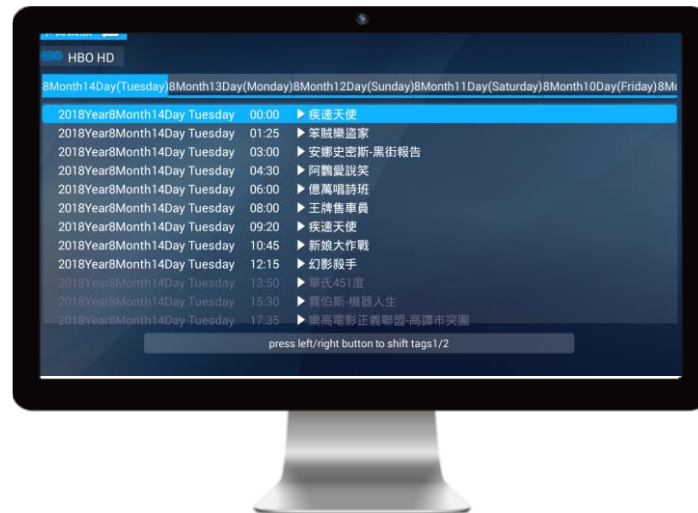 HBO HD
8Month14Day(Tuesday) 8Month13Day(Monday) 8Month12Day(Sunday) 8Month11Day(Saturday) 8Month10Day(Friday) 8Mo
2018Year8Month14Day Tuesday 00:00 ▶ 疾速天使
2018Year8Month14Day Tuesday 01:25 ▶ 笨賊樂盜家
2018Year8Month14Day Tuesday 03:00 ▶ 安娜史密斯-黑街報告
2018Year8Month14Day Tuesday 04:30 ▶ 阿鸚愛說笑
2018Year8Month14Day Tuesday 06:00 ▶ 億萬唱詩班
2018Year8Month14Day Tuesday 08:00 ▶ 王牌售車員
2018Year8Month14Day Tuesday 09:20 ▶ 疾速天使
2018Year8Month14Day Tuesday 10:45 ▶ 新娘大作戰
2018Year8Month14Day Tuesday 12:15 ▶ 幻影殺手
2018Year8Month14Day Tuesday 13:50 ▶ 華氏451度
2018Year8Month14Day Tuesday 15:30 ▶ 賈伯斯-機器人生
2018Year8Month14Day Tuesday 17:35 ▶ 樂高電影正義聯盟-高譚市突圍
press left/right button to shift tags1/2